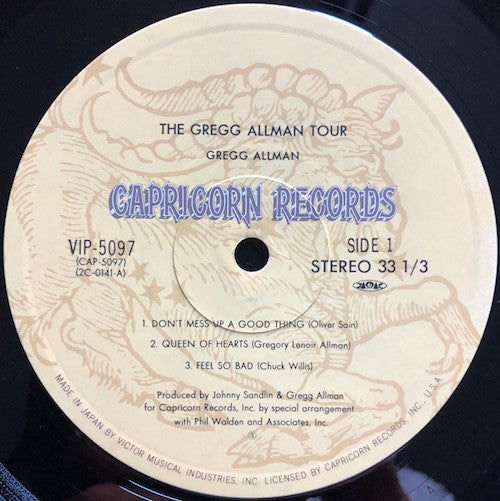 THE GREGG ALLMAN TOUR
GREGG ALLMAN
CAPRICORN RECORDS
VIP-5097
(CAP-5097)
(2C-0141-A)
SIDE 1
STEREO 33 1/3
JASRAC
1. DON'T MESS UP A GOOD THING (Oliver Sain)
2. QUEEN OF HEARTS (Gregory Lenoir Allman)
3. FEEL SO BAD (Chuck Willis)
Produced by Johnny Sandlin & Gregg Allman
for Capricorn Records, Inc. by special arrangement
with Phil Walden and Associates, Inc.
MADE IN JAPAN BY VICTOR MUSICAL INDUSTRIES, INC. LICENSED BY CAPRICORN RECORDS, INC., U.S.A.